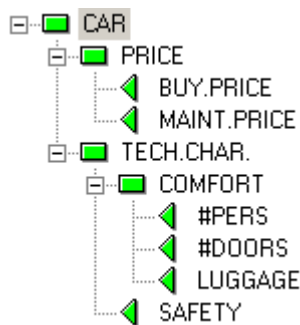 CAR
PRICE
BUY.PRICE
MAINT.PRICE
TECH.CHAR.
COMFORT
#PERS
#DOORS
LUGGAGE
SAFETY